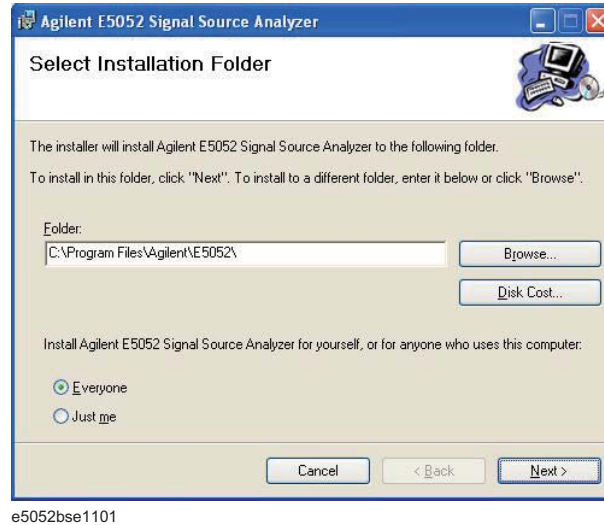 Agilent E5052 Signal Source Analyzer
Select Installation Folder
The installer will install Agilent E5052 Signal Source Analyzer to the following folder.
To install in this folder, click "Next". To install to a different folder, enter it below or click "Browse".
Folder:
C:\Program Files\Agilent\E5052\
Browse...
Disk Cost...
Install Agilent E5052 Signal Source Analyzer for yourself, or for anyone who uses this computer:
Everyone
Just me
Cancel
< Back
Next >
e5052bse1101